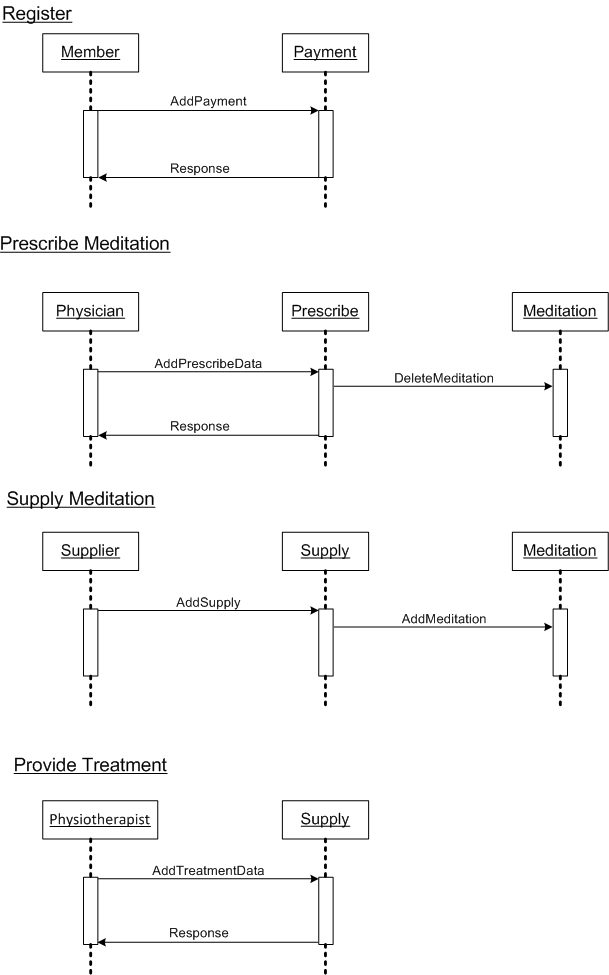 Register
Member
Payment
AddPayment
Response
Prescribe Meditation
Physician
Prescribe
Meditation
AddPrescribeData
DeleteMeditation
Response
Supply Meditation
Supplier
Supply
Meditation
AddSupply
AddMeditation
Provide Treatment
Physiotherapist
Supply
AddTreatmentData
Response